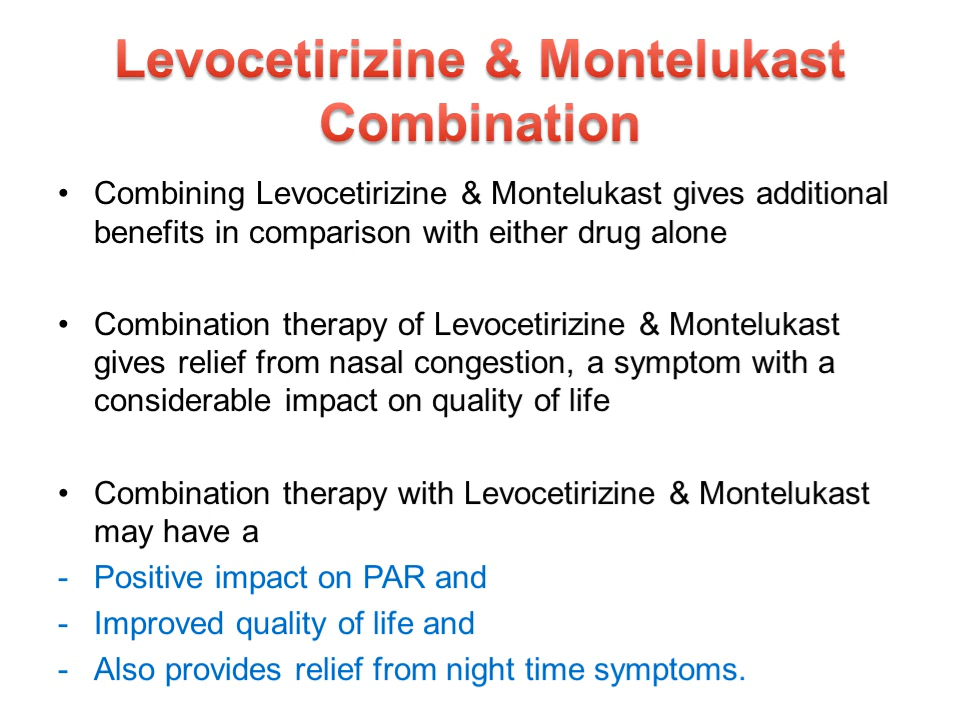 Levocetirizine & Montelukast
Combination
• Combining Levocetirizine & Montelukast gives additional
benefits in comparison with either drug alone
• Combination therapy of Levocetirizine & Montelukast
gives relief from nasal congestion, a symptom with a
considerable impact on quality of life
• Combination therapy with Levocetirizine & Montelukast
may have a
- Positive impact on PAR and
- Improved quality of life and
- Also provides relief from night time symptoms.